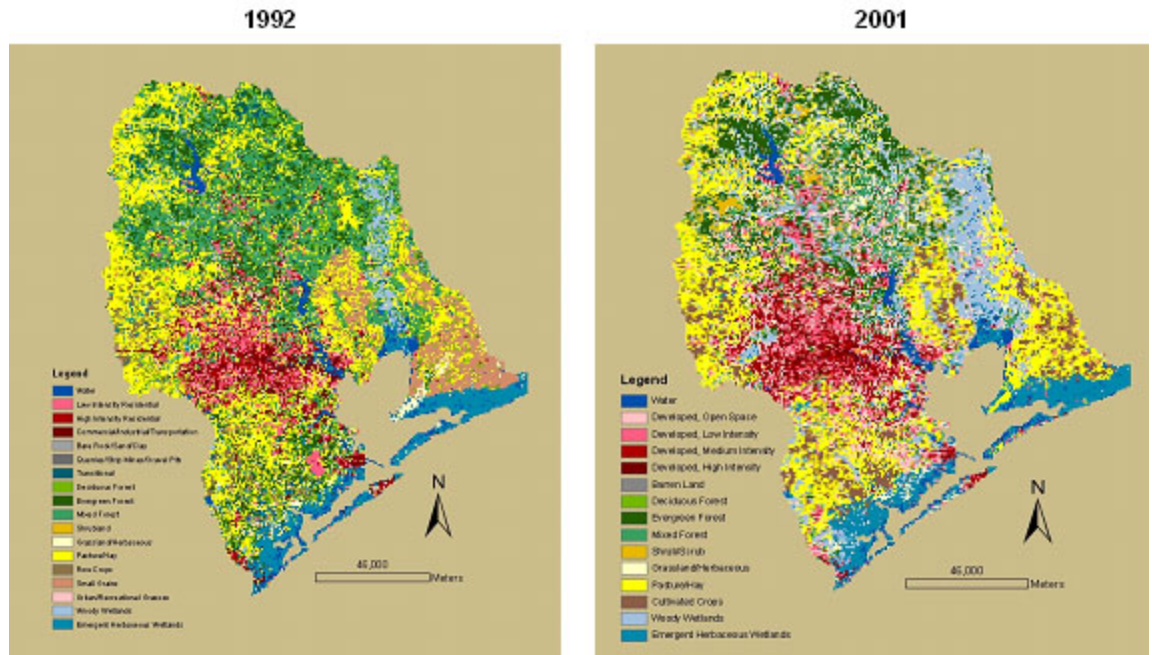 1992
2001
Legend
Water
Low Intensity Residential
High Intensity Residential
Commercial/Industrial/Transportation
Bare Rock/Sand/Clay
Quarries/Strip Mines/Gravel Pits
Transitional
Deciduous Forest
Evergreen Forest
Mixed Forest
Shrubland
Grassland/Herbaceous
Pasture/Hay
Row Crops
Small Grains
Urban/Recreational Grasses
Woody Wetlands
Emergent Herbaceous Wetlands
N
46,000
Meters
Legend
Water
Developed, Open Space
Developed, Low Intensity
Developed, Medium Intensity
Developed, High Intensity
Barren Land
Deciduous Forest
Evergreen Forest
Mixed Forest
Shrub/Scrub
Grassland/Herbaceous
Pasture/Hay
Cultivated Crops
Woody Wetlands
Emergent Herbaceous Wetlands
N
46,000
Meters